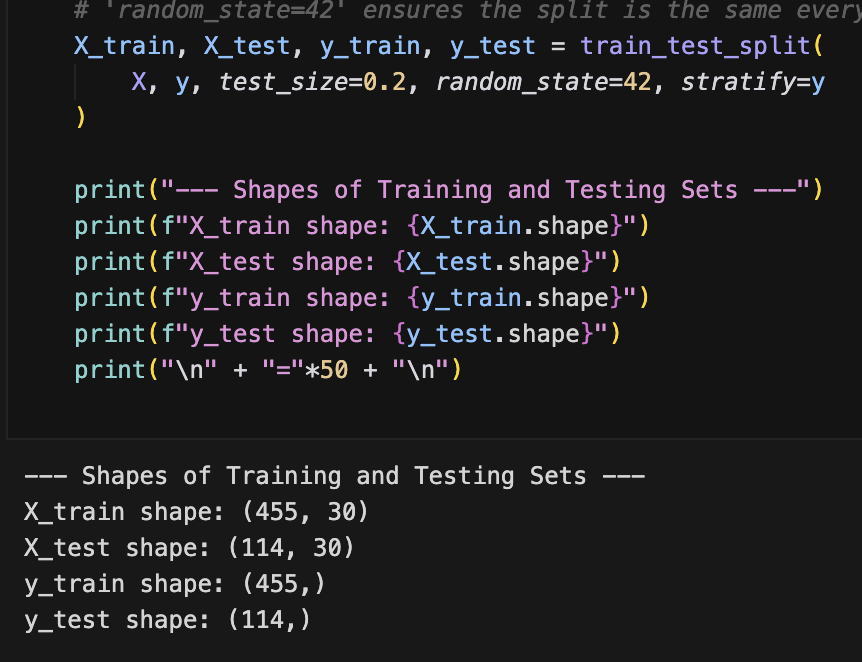 # 'random_state=42' ensures the split is the same every
X_train, X_test, y_train, y_test = train_test_split(
    X, y, test_size=0.2, random_state=42, stratify=y
)
print("--- Shapes of Training and Testing Sets ---")
print(f"X_train shape: {X_train.shape}")
print(f"X_test shape: {X_test.shape}")
print(f"y_train shape: {y_train.shape}")
print(f"y_test shape: {y_test.shape}")
print("\n" + "="*50 + "\n")
--- Shapes of Training and Testing Sets ---
X_train shape: (455, 30)
X_test shape: (114, 30)
y_train shape: (455,)
y_test shape: (114,)